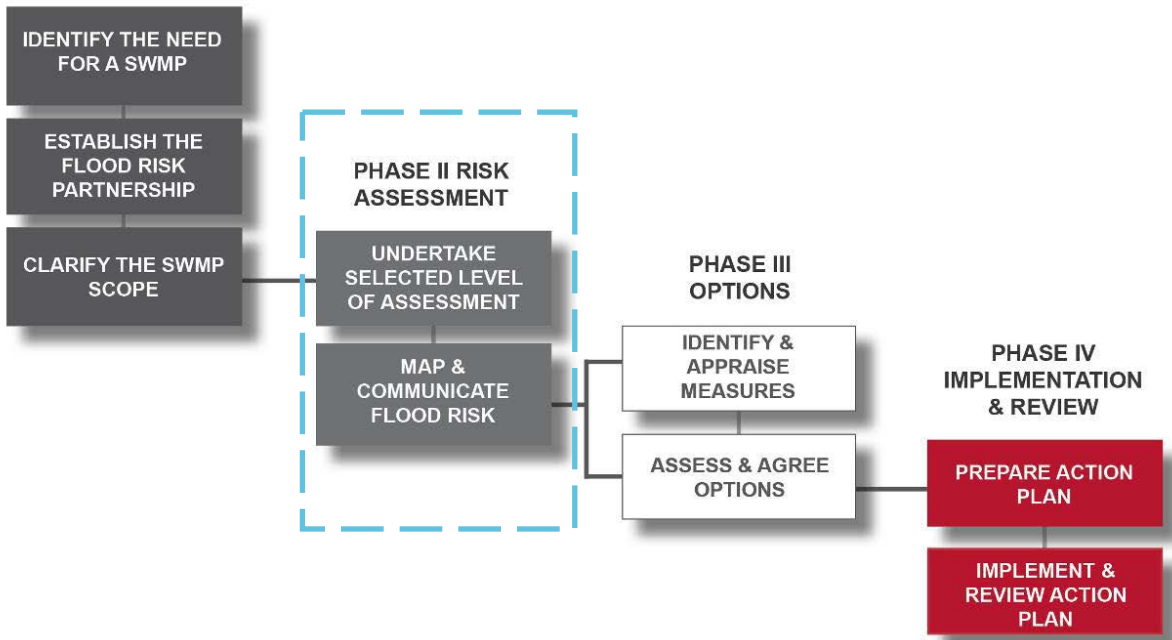 IDENTIFY THE NEED
FOR A SWMP
ESTABLISH THE
FLOOD RISK
PARTNERSHIP
CLARIFY THE SWMP
SCOPE
PHASE II RISK
ASSESSMENT
UNDERTAKE
SELECTED LEVEL
OF ASSESSMENT
MAP &
COMMUNICATE
FLOOD RISK
PHASE III
OPTIONS
IDENTIFY &
APPRAISE
MEASURES
ASSESS & AGREE
OPTIONS
PHASE IV
IMPLEMENTATION
& REVIEW
PREPARE ACTION
PLAN
IMPLEMENT &
REVIEW ACTION
PLAN